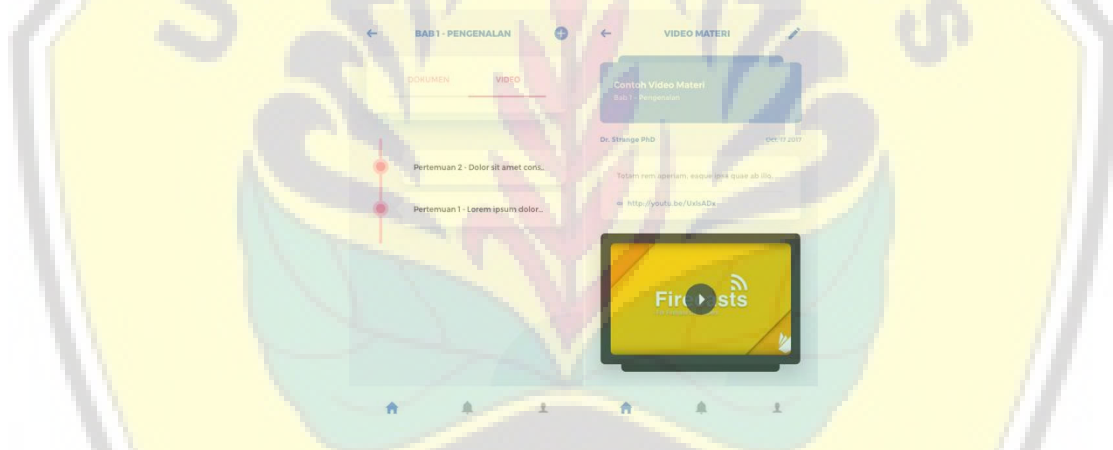 U S
BAB 1 - PENGENALAN
DOKUMEN VIDEO
Pertemuan 2 - Dolor sit amet cons..
Pertemuan 1 - Lorem ipsum dolor...
VIDEO MATERI
Contoh Video Materi
Bab 1 - Pengenalan
Dr. Strange PhD Oct, 17 2017
Totam rem aperiam, eaque ipsa quae ab illo,
http://youtu.be/UxlsADa
Firecasts